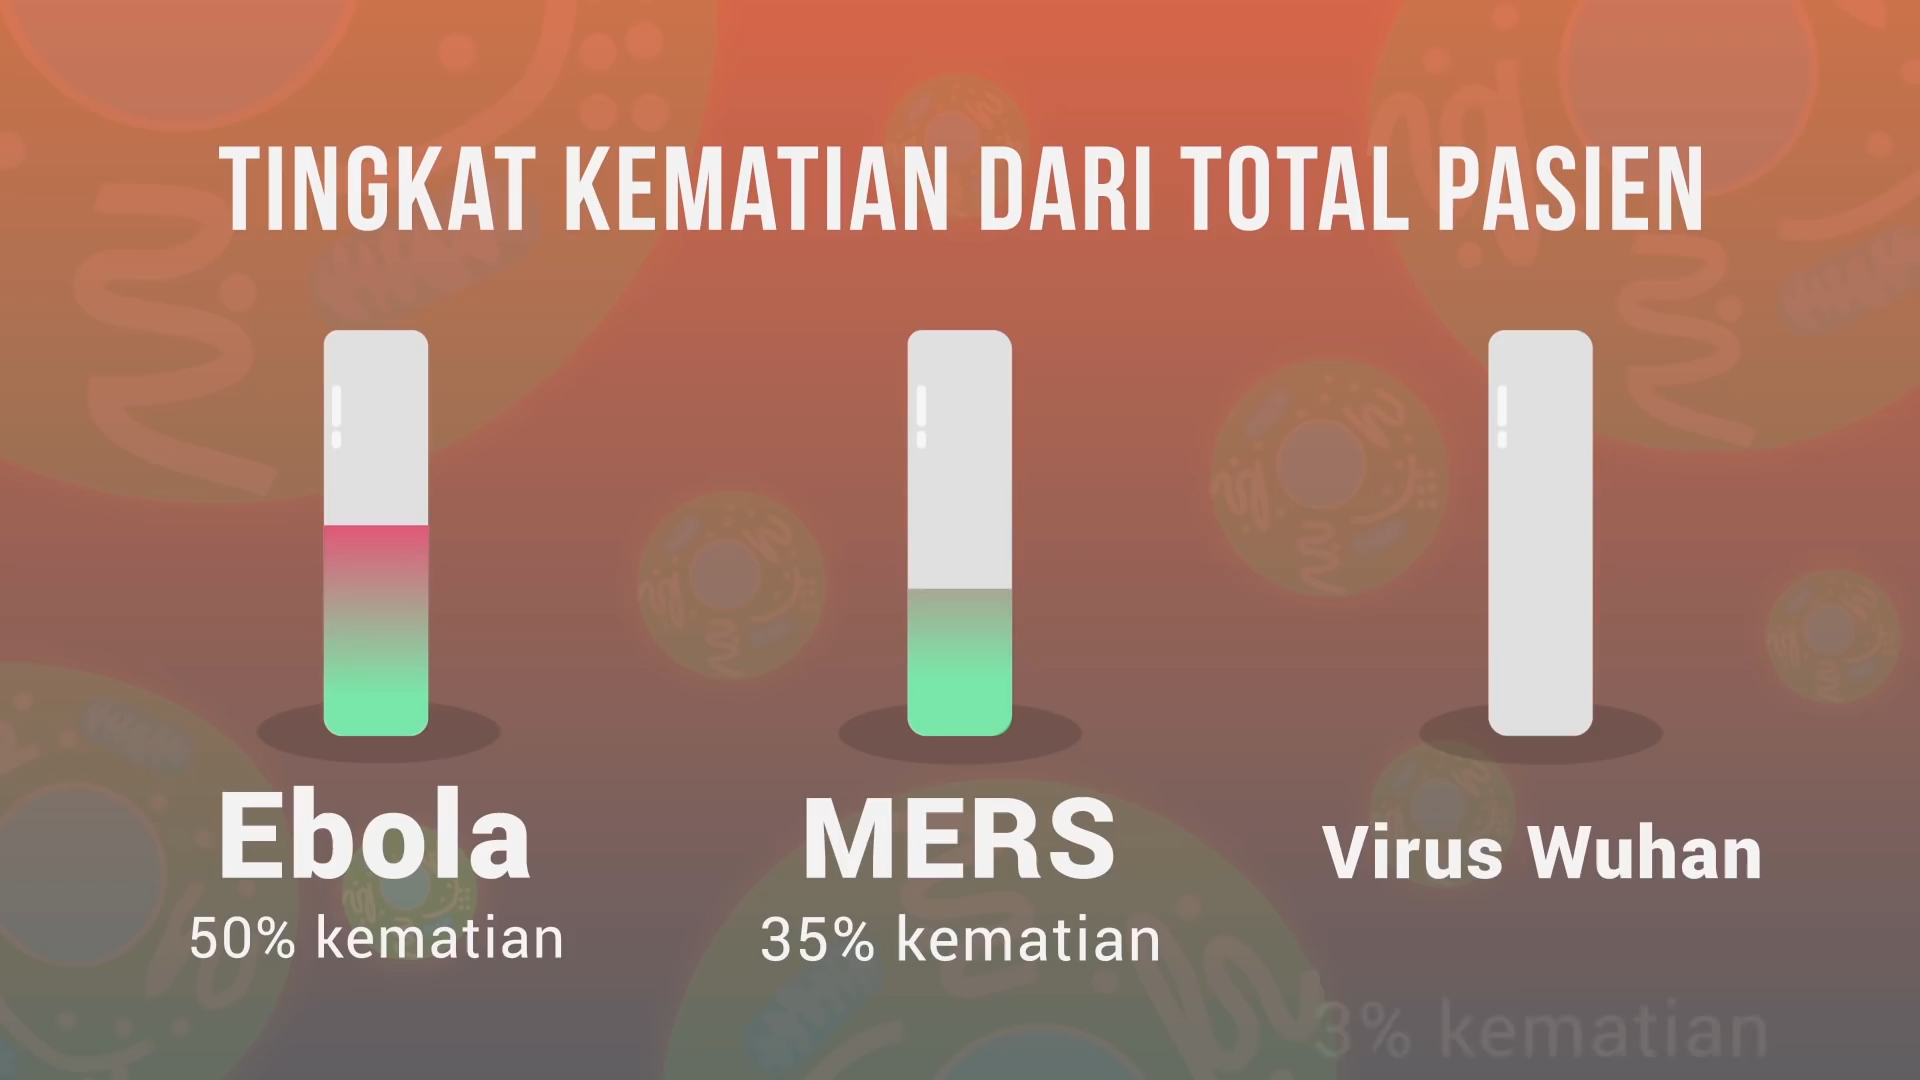 TINGKAT KEMATIAN DARI TOTAL PASIEN
Ebola
50% kematian
MERS
35% kematian
Virus Wuhan
3% kematian